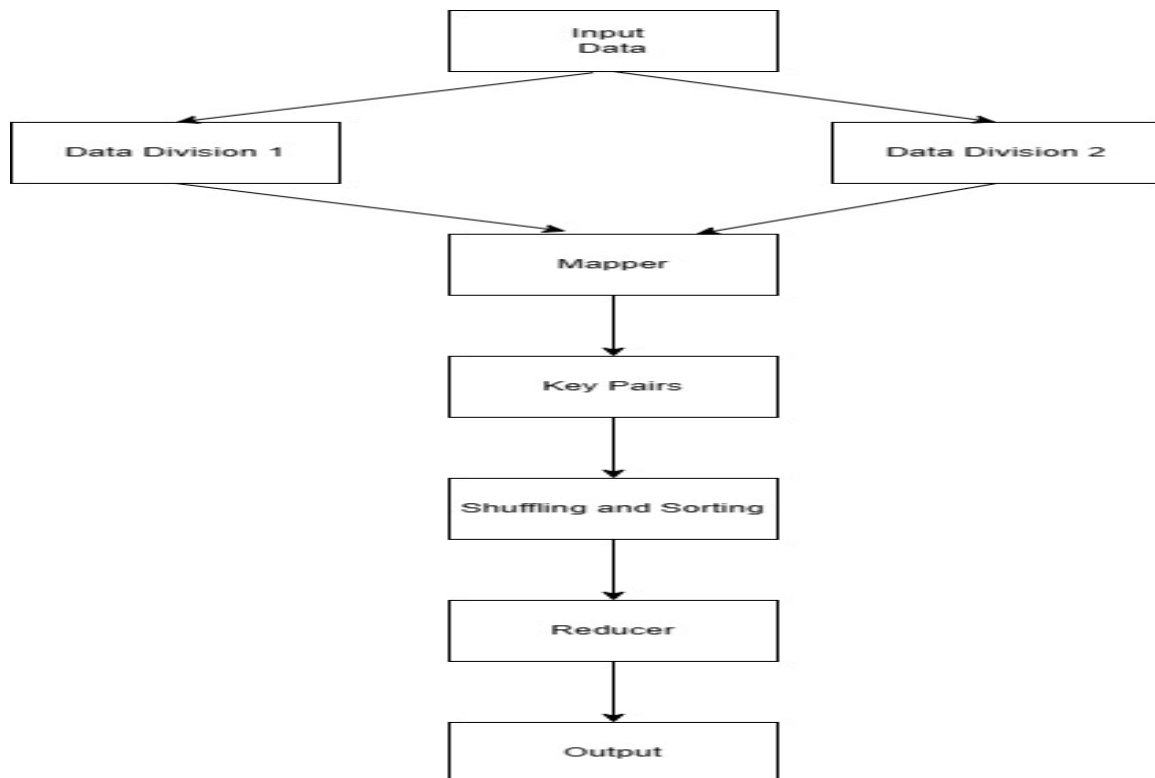 Input
Data
Data Division 1
Data Division 2
Mapper
Key Pairs
Shuffling and Sorting
Reducer
Output